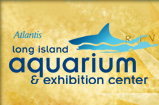 Atlantis
long island
aquarium
& exhibition center